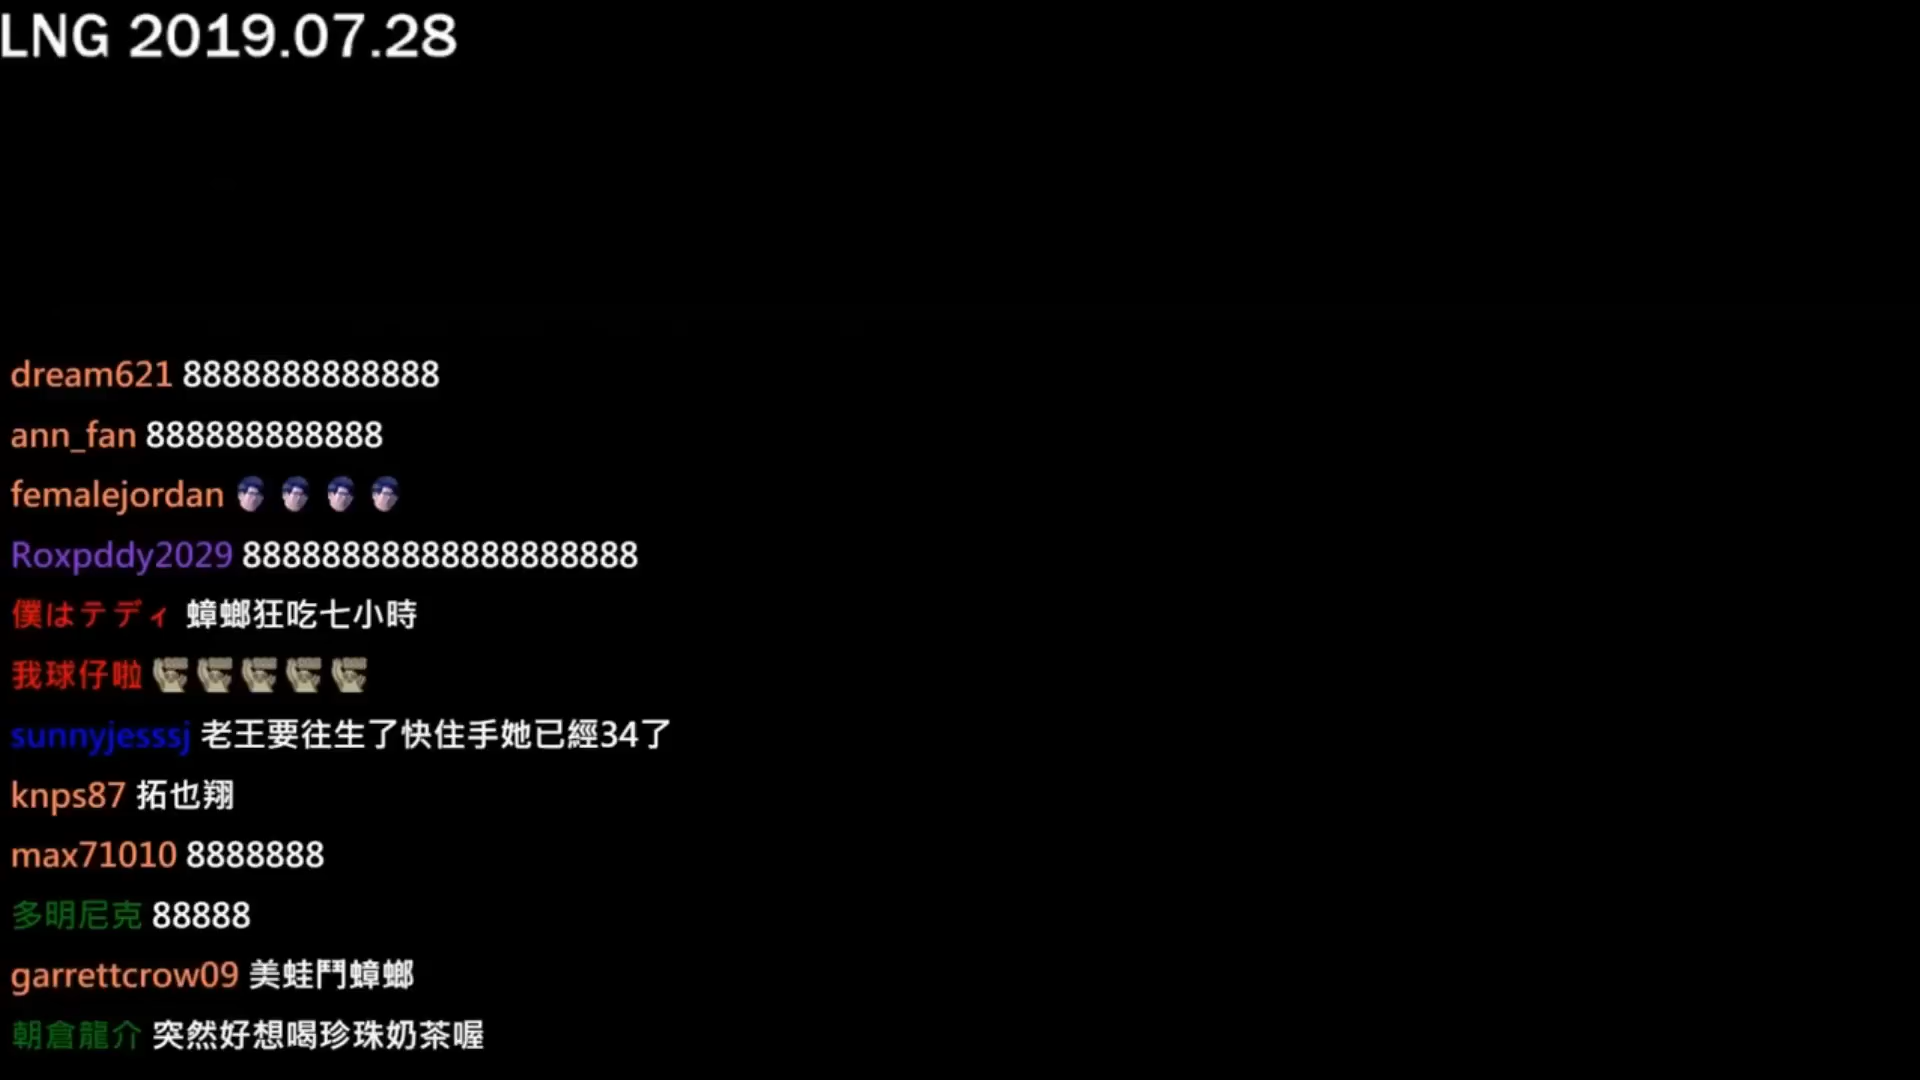 LNG 2019.07.28
dream621 8888888888888
ann_fan 888888888888
femalejordan
Roxpddy2029 88888888888888888888
僕はテディ 蟑螂狂吃七小時
我球仔啦
sunnyjesssj 老王要往生了快住手她已經34了
knps87 拓也翔
max71010 8888888
多明尼克 88888
garrettcrow09 美蛙鬥蟑螂
朝倉龍介 突然好想喝珍珠奶茶喔